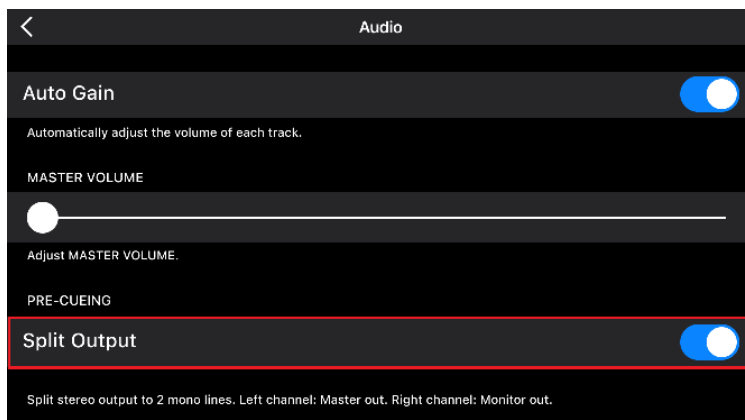 Audio
Auto Gain
Automatically adjust the volume of each track.
MASTER VOLUME
Adjust MASTER VOLUME.
PRE-CUEING
Split Output
Split stereo output to 2 mono lines. Left channel: Master out. Right channel: Monitor out.